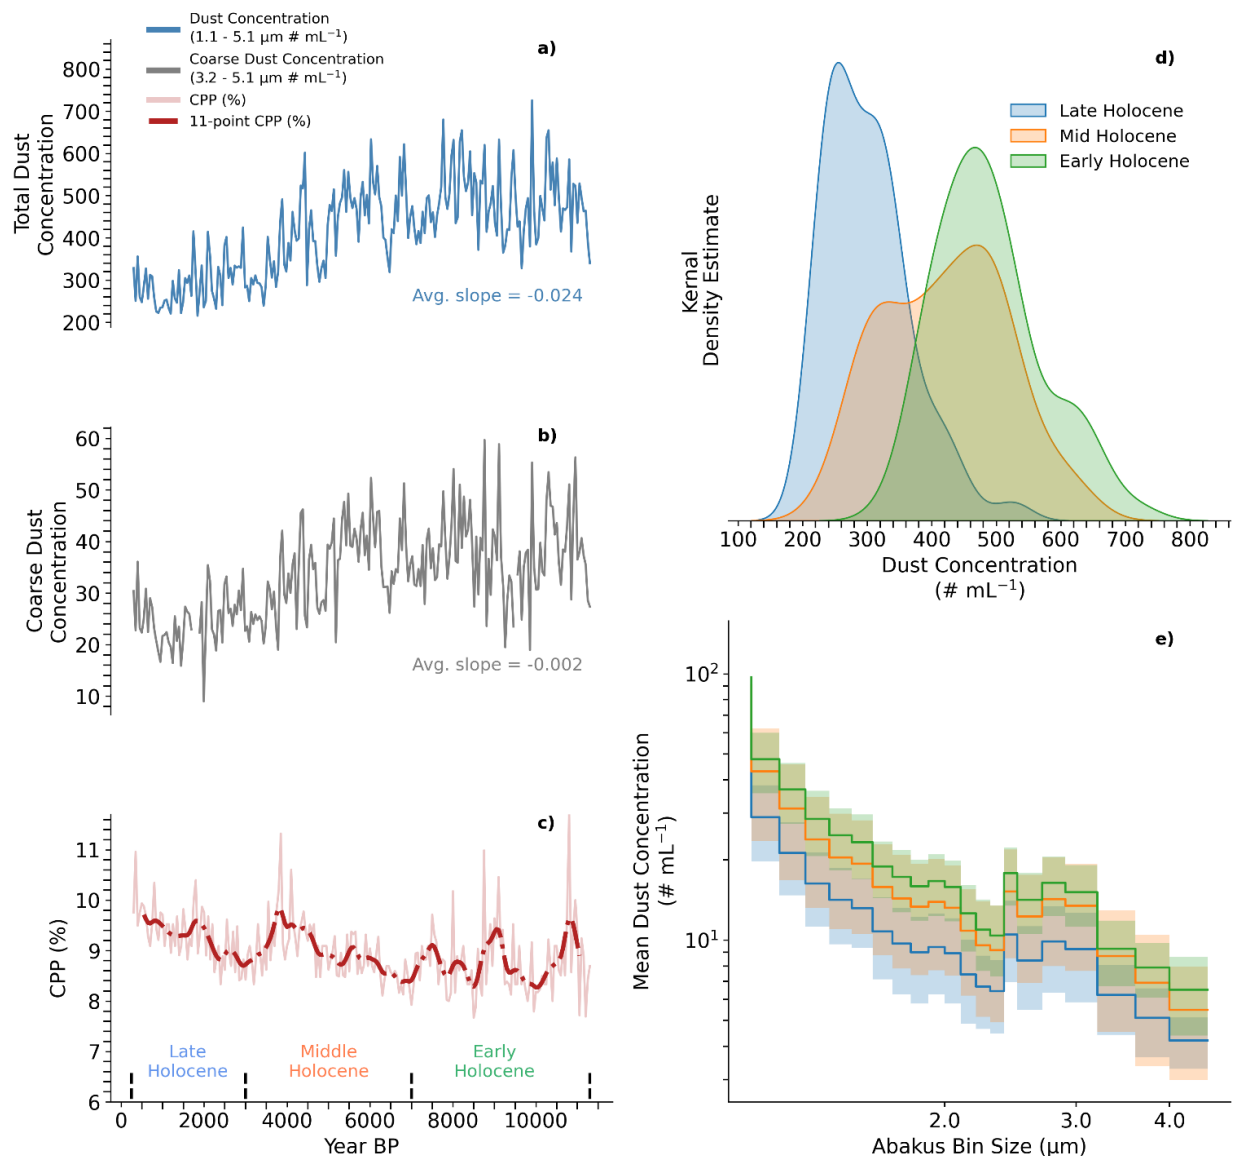 Dust Concentration
(1.1 - 5.1 μm # mL⁻¹)
Coarse Dust Concentration
(3.2 - 5.1 μm # mL⁻¹)
CPP (%)
11-point CPP (%)
a)
Total Dust
Concentration
800
700
600
500
400
300
200
Avg. slope = -0.024
b)
Coarse Dust
Concentration
60
50
40
30
20
10
Avg. slope = -0.002
c)
CPP (%)
11
10
9
8
7
6
Late
Holocene
Middle
Holocene
Early
Holocene
0 2000 4000 6000 8000 10000
Year BP
d)
Late Holocene
Mid Holocene
Early Holocene
Kernal
Density Estimate
100 200 300 400 500 600 700 800
Dust Concentration
(# mL⁻¹)
e)
Mean Dust Concentration
(# mL⁻¹)
10²
10¹
2.0 3.0 4.0
Abakus Bin Size (μm)